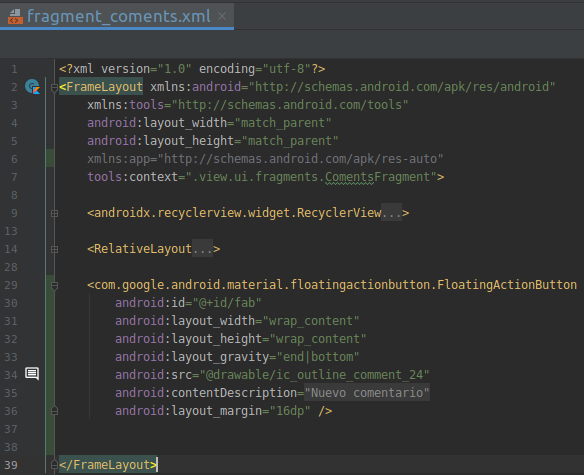 fragment_coments.xml
1 <?xml version="1.0" encoding="utf-8"?>
2 <FrameLayout xmlns:android="http://schemas.android.com/apk/res/android"
3 xmlns:tools="http://schemas.android.com/tools"
4 android:layout_width="match_parent"
5 android:layout_height="match_parent"
6 xmlns:app="http://schemas.android.com/apk/res-auto"
7 tools:context=".view.ui.fragments.ComentsFragment">
8
9 <androidx.recyclerview.widget.RecyclerView...>
13
14 <RelativeLayout...>
28
29 <com.google.android.material.floatingactionbutton.FloatingActionButton
30 android:id="@+id/fab"
31 android:layout_width="wrap_content"
32 android:layout_height="wrap_content"
33 android:layout_gravity="end|bottom"
34 android:src="@drawable/ic_outline_comment_24"
35 android:contentDescription="Nuevo comentario"
36 android:layout_margin="16dp" />
37
38
39 </FrameLayout>